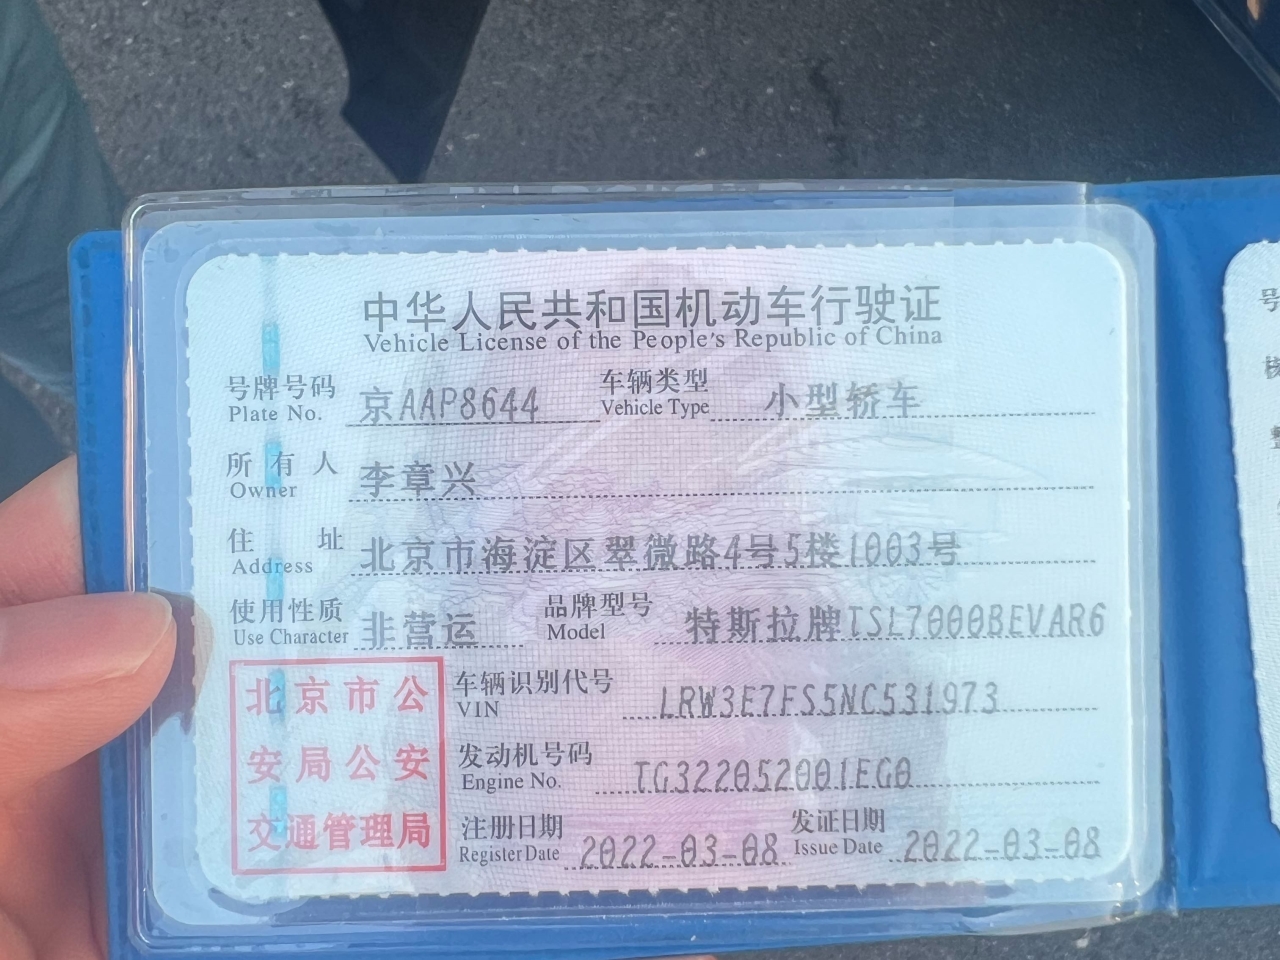 中华人民共和国机动车行驶证
Vehicle License of the People's Republic of China
号牌号码 京AAP8644 车辆类型 小型轿车
Plate No. Vehicle Type
所有人 李章兴
Owner
住址 北京市海淀区翠微路4号5楼1003号
Address
使用性质 非营运 品牌型号 特斯拉牌TSL7000BEVAR6
Use Character Model
北京市公
安局公安
交通管理局
车辆识别代号 LRW3E7FS5NC531973
VIN
发动机号码 TG322052001EG0
Engine No.
注册日期 2022-03-08 发证日期 2022-03-08
Register Date Issue Date
号